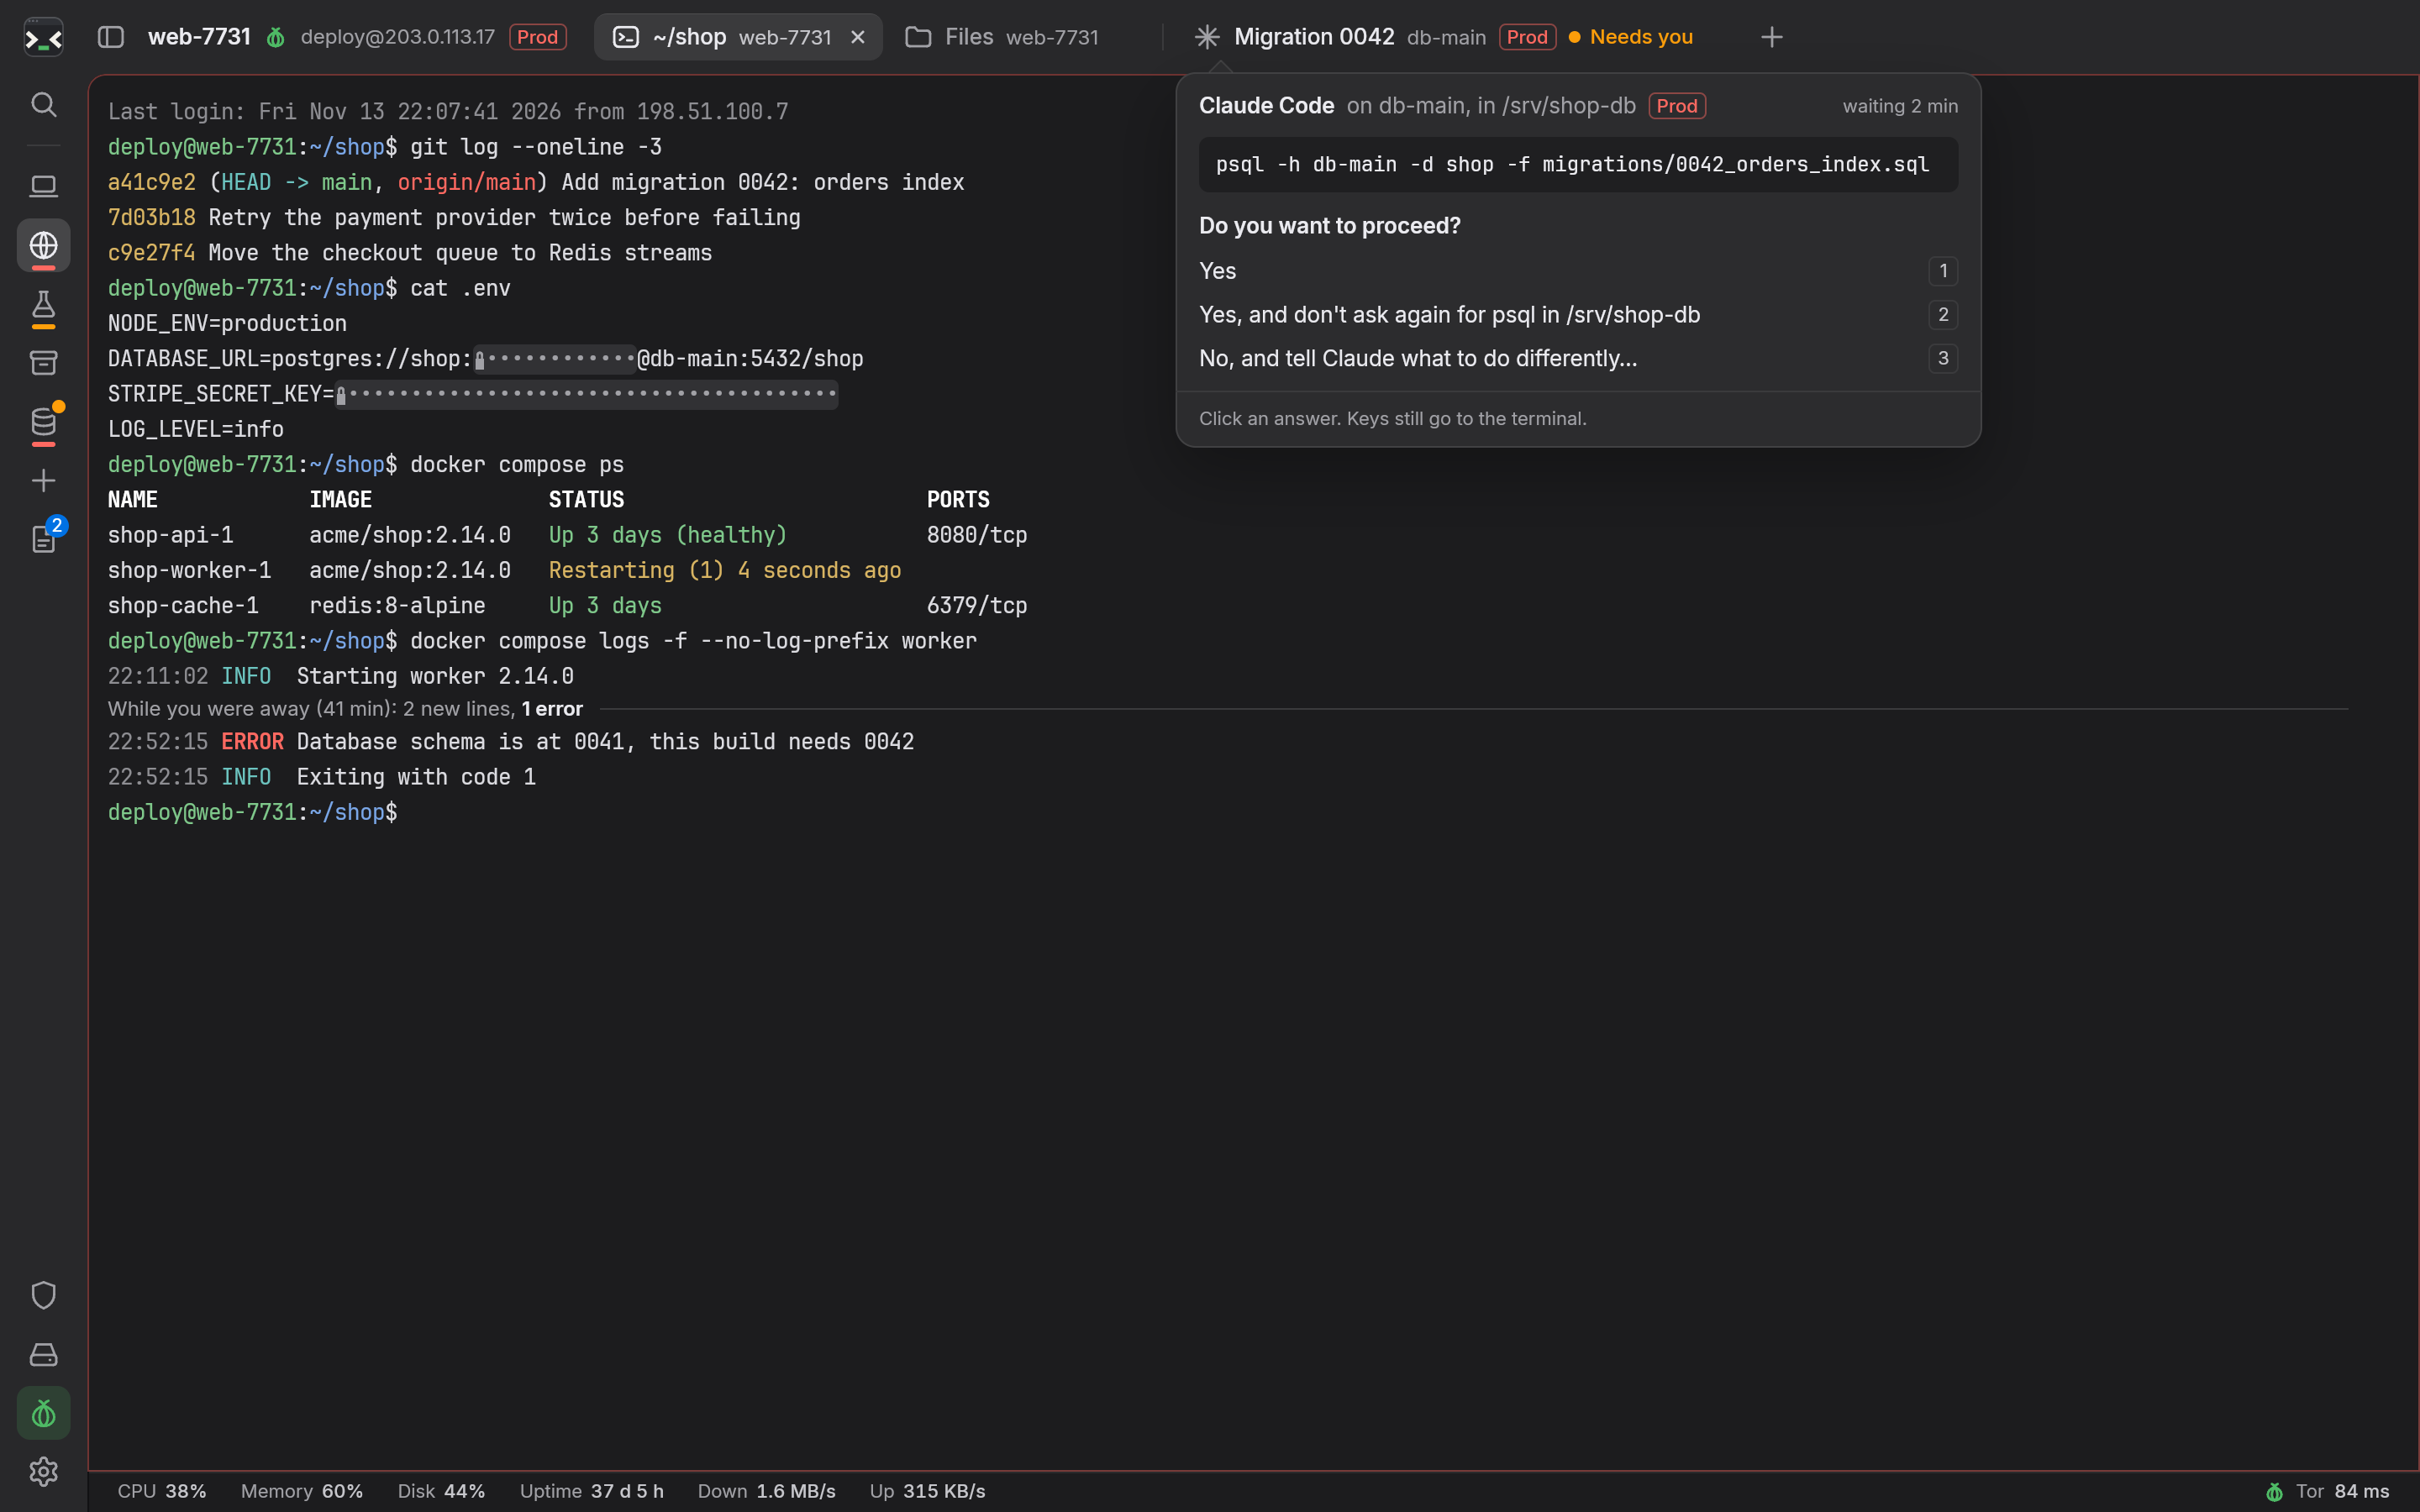 web-7731 deploy@203.0.113.17 Prod ~/shop web-7731 Files web-7731 Migration 0042 db-main Prod Needs you
Last login: Fri Nov 13 22:07:41 2026 from 198.51.100.7
deploy@web-7731:~/shop$ git log --oneline -3
a41c9e2 (HEAD -> main, origin/main) Add migration 0042: orders index
7d03b18 Retry the payment provider twice before failing
c9e27f4 Move the checkout queue to Redis streams
deploy@web-7731:~/shop$ cat .env
NODE_ENV=production
DATABASE_URL=postgres://shop:············@db-main:5432/shop
STRIPE_SECRET_KEY=·······································
LOG_LEVEL=info
deploy@web-7731:~/shop$ docker compose ps
NAME IMAGE STATUS PORTS
shop-api-1 acme/shop:2.14.0 Up 3 days (healthy) 8080/tcp
shop-worker-1 acme/shop:2.14.0 Restarting (1) 4 seconds ago
shop-cache-1 redis:8-alpine Up 3 days 6379/tcp
deploy@web-7731:~/shop$ docker compose logs -f --no-log-prefix worker
22:11:02 INFO Starting worker 2.14.0
While you were away (41 min): 2 new lines, 1 error
22:52:15 ERROR Database schema is at 0041, this build needs 0042
22:52:15 INFO Exiting with code 1
deploy@web-7731:~/shop$
Claude Code on db-main, in /srv/shop-db Prod waiting 2 min
psql -h db-main -d shop -f migrations/0042_orders_index.sql
Do you want to proceed?
Yes 1
Yes, and don't ask again for psql in /srv/shop-db 2
No, and tell Claude what to do differently... 3
Click an answer. Keys still go to the terminal.
2
CPU 38% Memory 60% Disk 44% Uptime 37 d 5 h Down 1.6 MB/s Up 315 KB/s Tor 84 ms